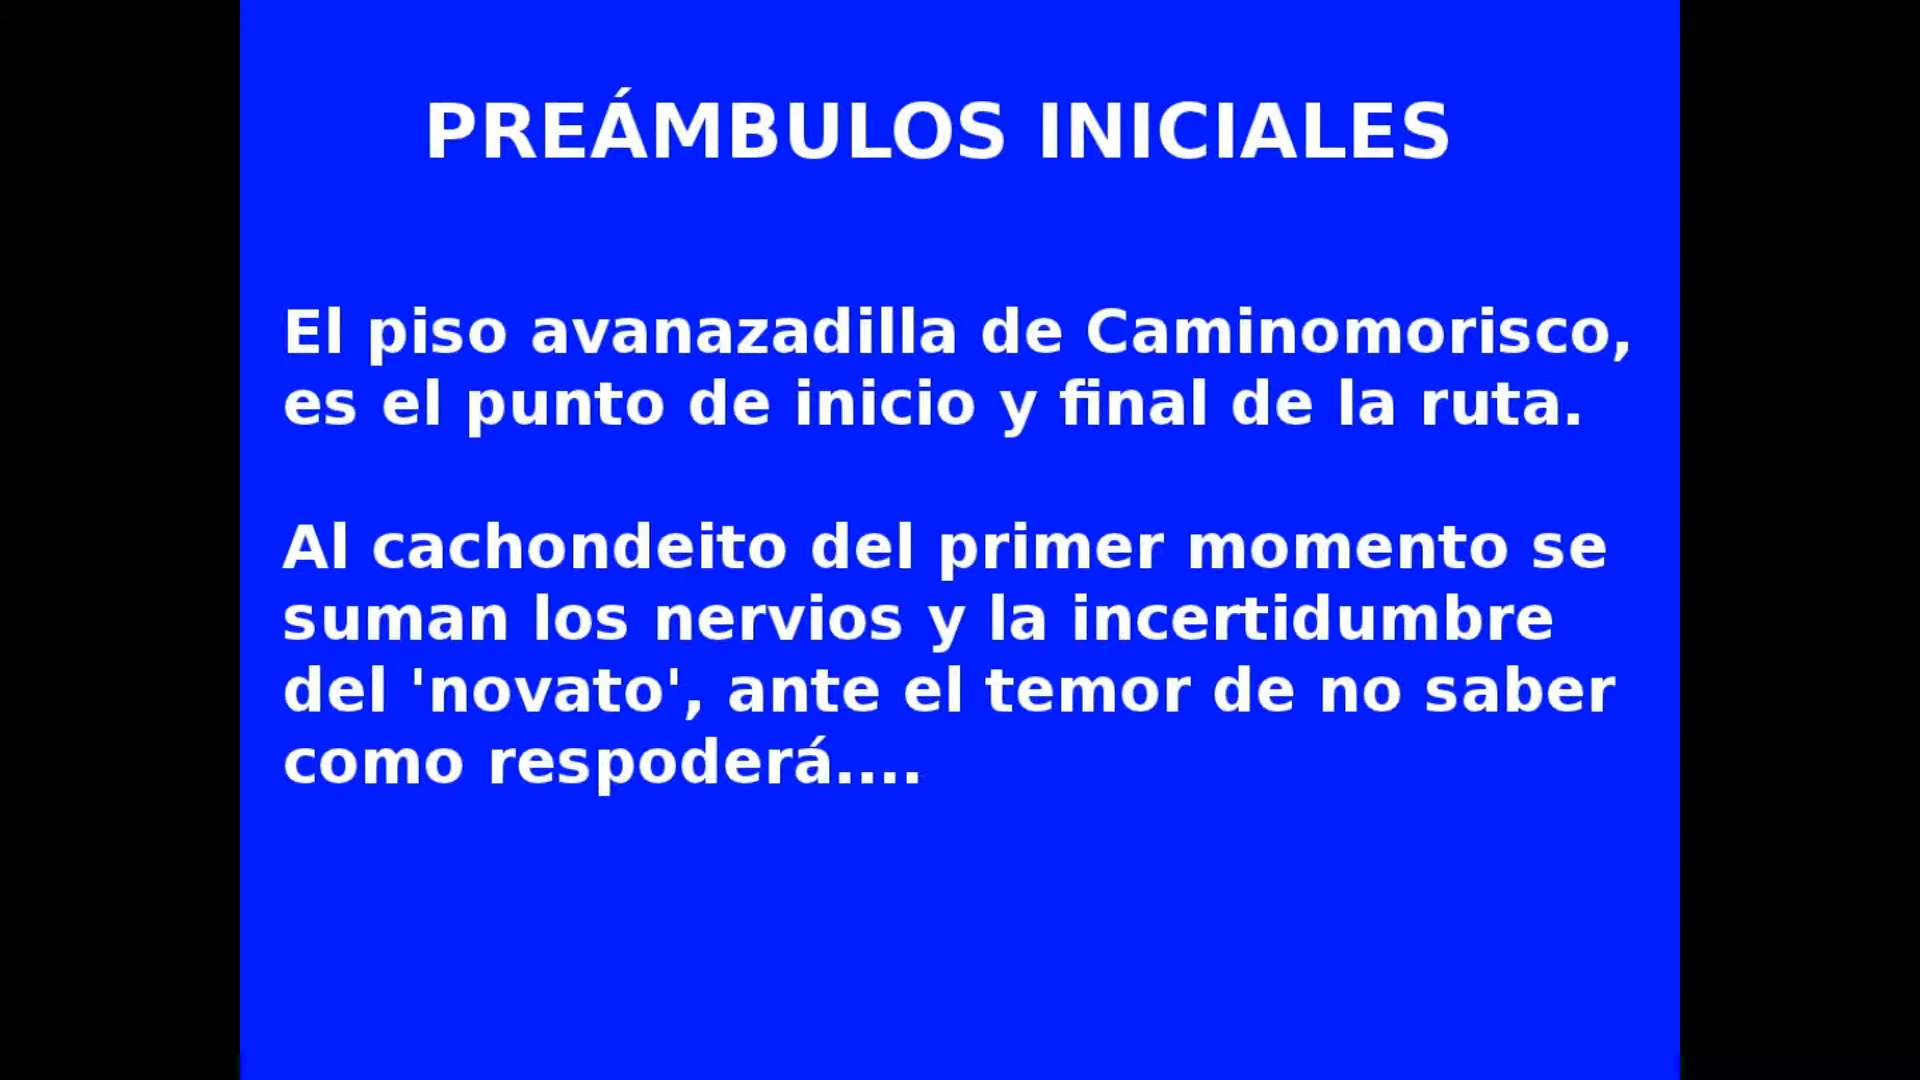 PREÁMBULOS INICIALES
El piso avanazadilla de Caminomorisco,
es el punto de inicio y final de la ruta.
Al cachondeito del primer momento se
suman los nervios y la incertidumbre
del 'novato', ante el temor de no saber
como respoderá....